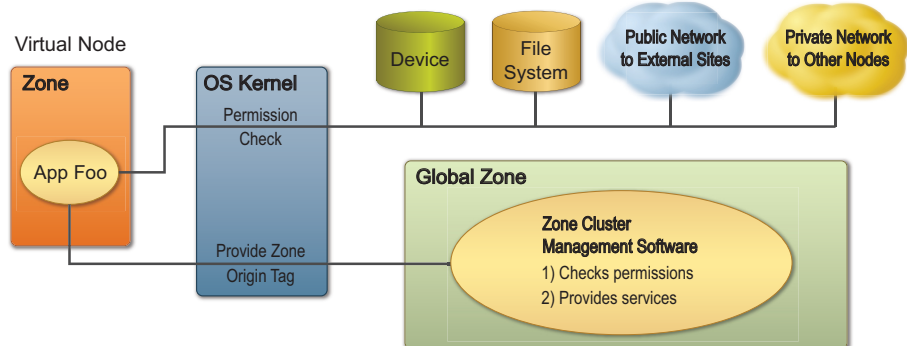 Virtual Node
Zone
App Foo
OS Kernel
Permission
Check
Provide Zone
Origin Tag
Device
File
System
Public Network
to External Sites
Private Network
to Other Nodes
Global Zone
Zone Cluster
Management Software
1) Checks permissions
2) Provides services